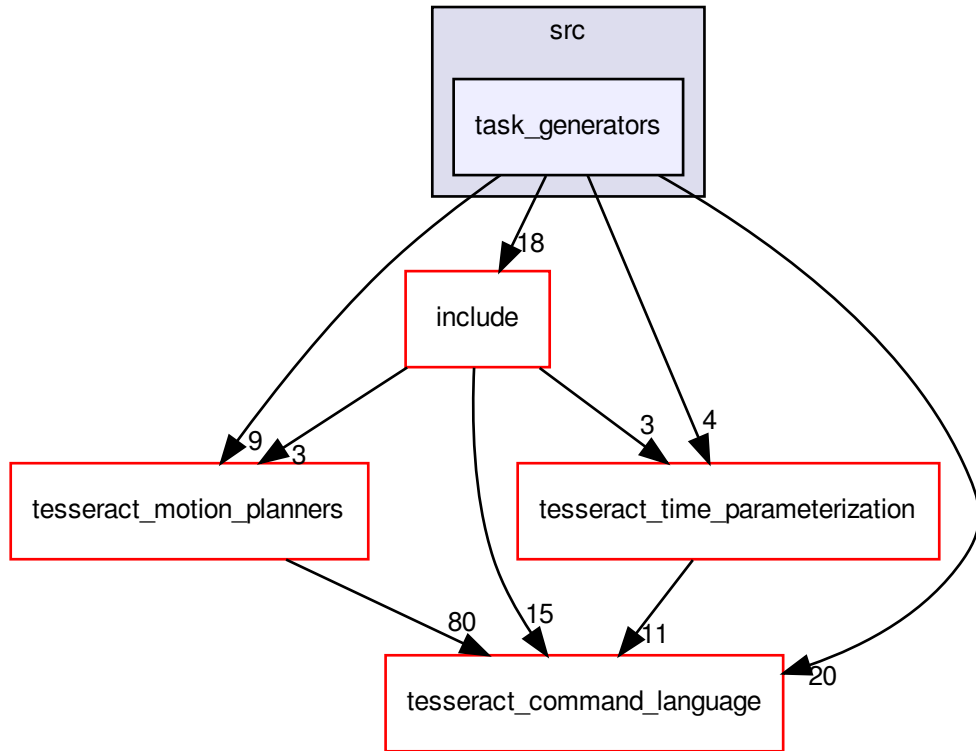 src
task_generators
18
include
9
3
3
4
tesseract_motion_planners
tesseract_time_parameterization
80
15
11
20
tesseract_command_language